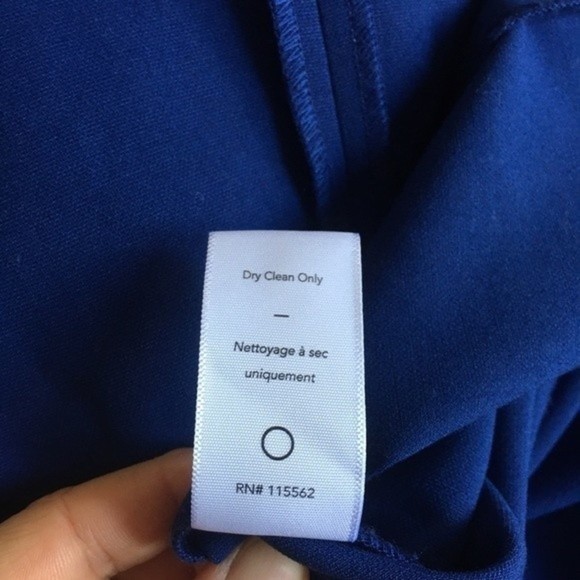 Dry Clean Only
—
Nettoyage à sec
uniquement
RN# 115562